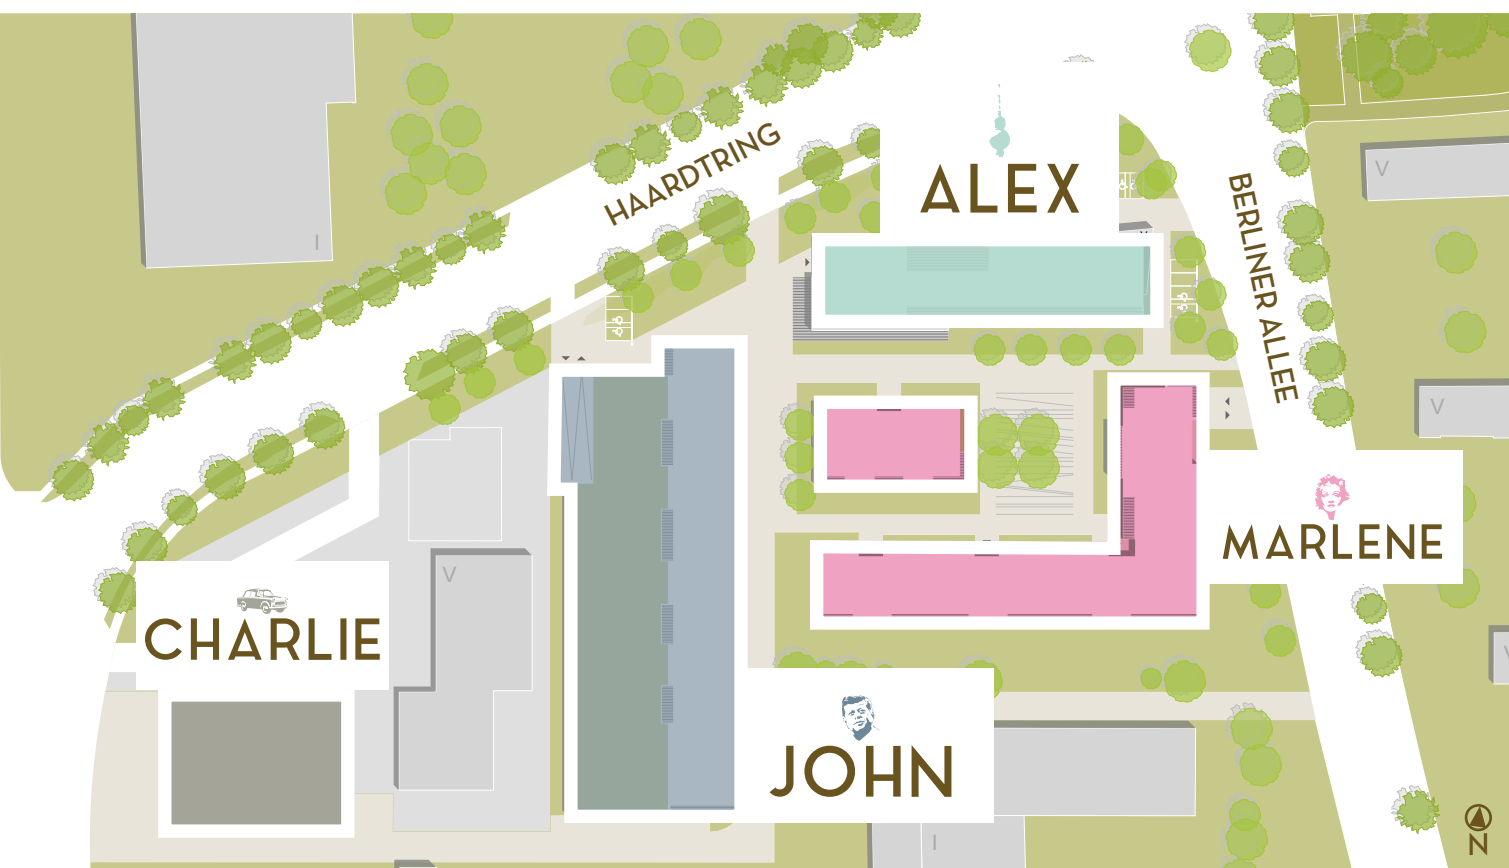 HAARDTRING
ALEX
BERLINER ALLEE
V
I
V
MARLENE
V
CHARLIE
JOHN
I
N